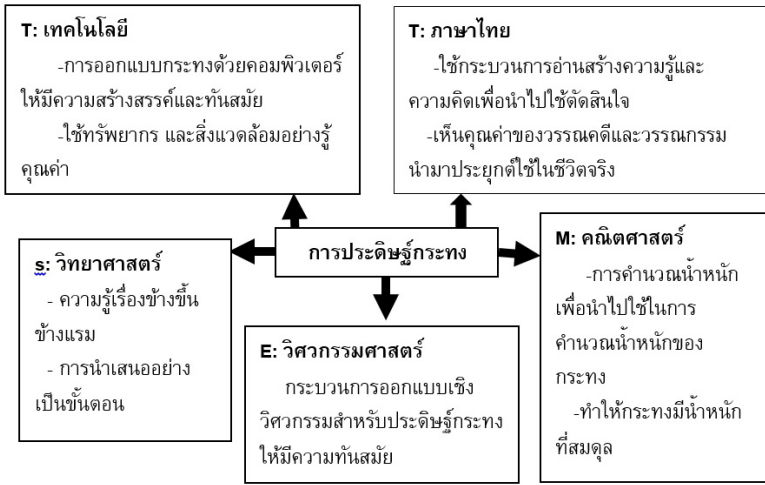 T: เทคโนโลยี
-การออกแบบกระทงด้วยคอมพิวเตอร์
ให้มีความสร้างสรรค์และทันสมัย
-ใช้ทรัพยากร และสิ่งแวดล้อมอย่างรู้
คุณค่า
T: ภาษาไทย
-ใช้กระบวนการอ่านสร้างความรู้และ
ความคิดเพื่อนำไปใช้ตัดสินใจ
-เห็นคุณค่าของวรรณคดีและวรรณกรรม
นำมาประยุกต์ใช้ในชีวิตจริง
การประดิษฐ์กระทง
s: วิทยาศาสตร์
- ความรู้เรื่องข้างขึ้น
ข้างแรม
- การนำเสนออย่าง
เป็นขั้นตอน
E: วิศวกรรมศาสตร์
กระบวนการออกแบบเชิง
วิศวกรรมสำหรับประดิษฐ์กระทง
ให้มีความทันสมัย
M: คณิตศาสตร์
-การคำนวณน้ำหนัก
เพื่อนำไปใช้ในการ
คำนวณน้ำหนักของ
กระทง
-ทำให้กระทงมีน้ำหนัก
ที่สมดุล